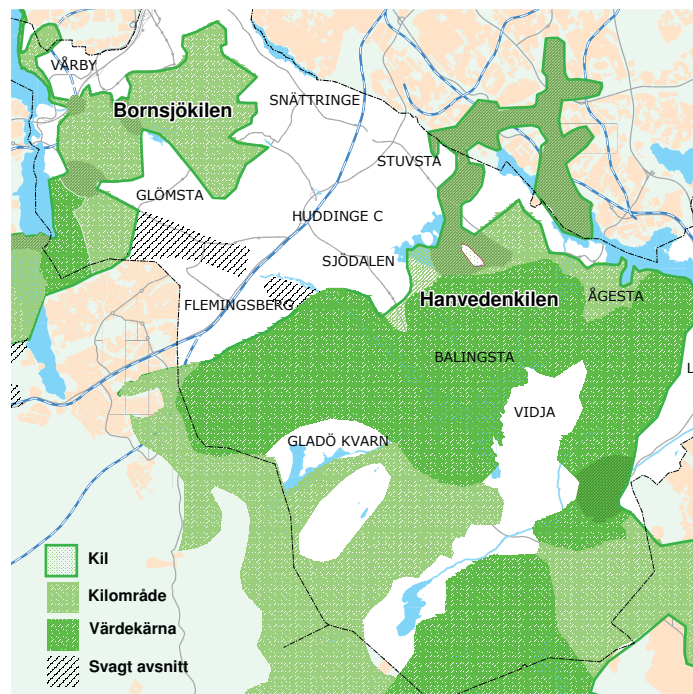 VÅRBY
Bornsjökilen
SNÄTTRINGE
STUVSTA
GLÖMSTA
HUDDINGE C
SJÖDALEN
FLEMINGSBERG
Hanvedenkilen
ÅGESTA
BALINGSTA
L
VIDJA
GLADÖ KVARN
Kil
Kilområde
Värdekärna
Svagt avsnitt